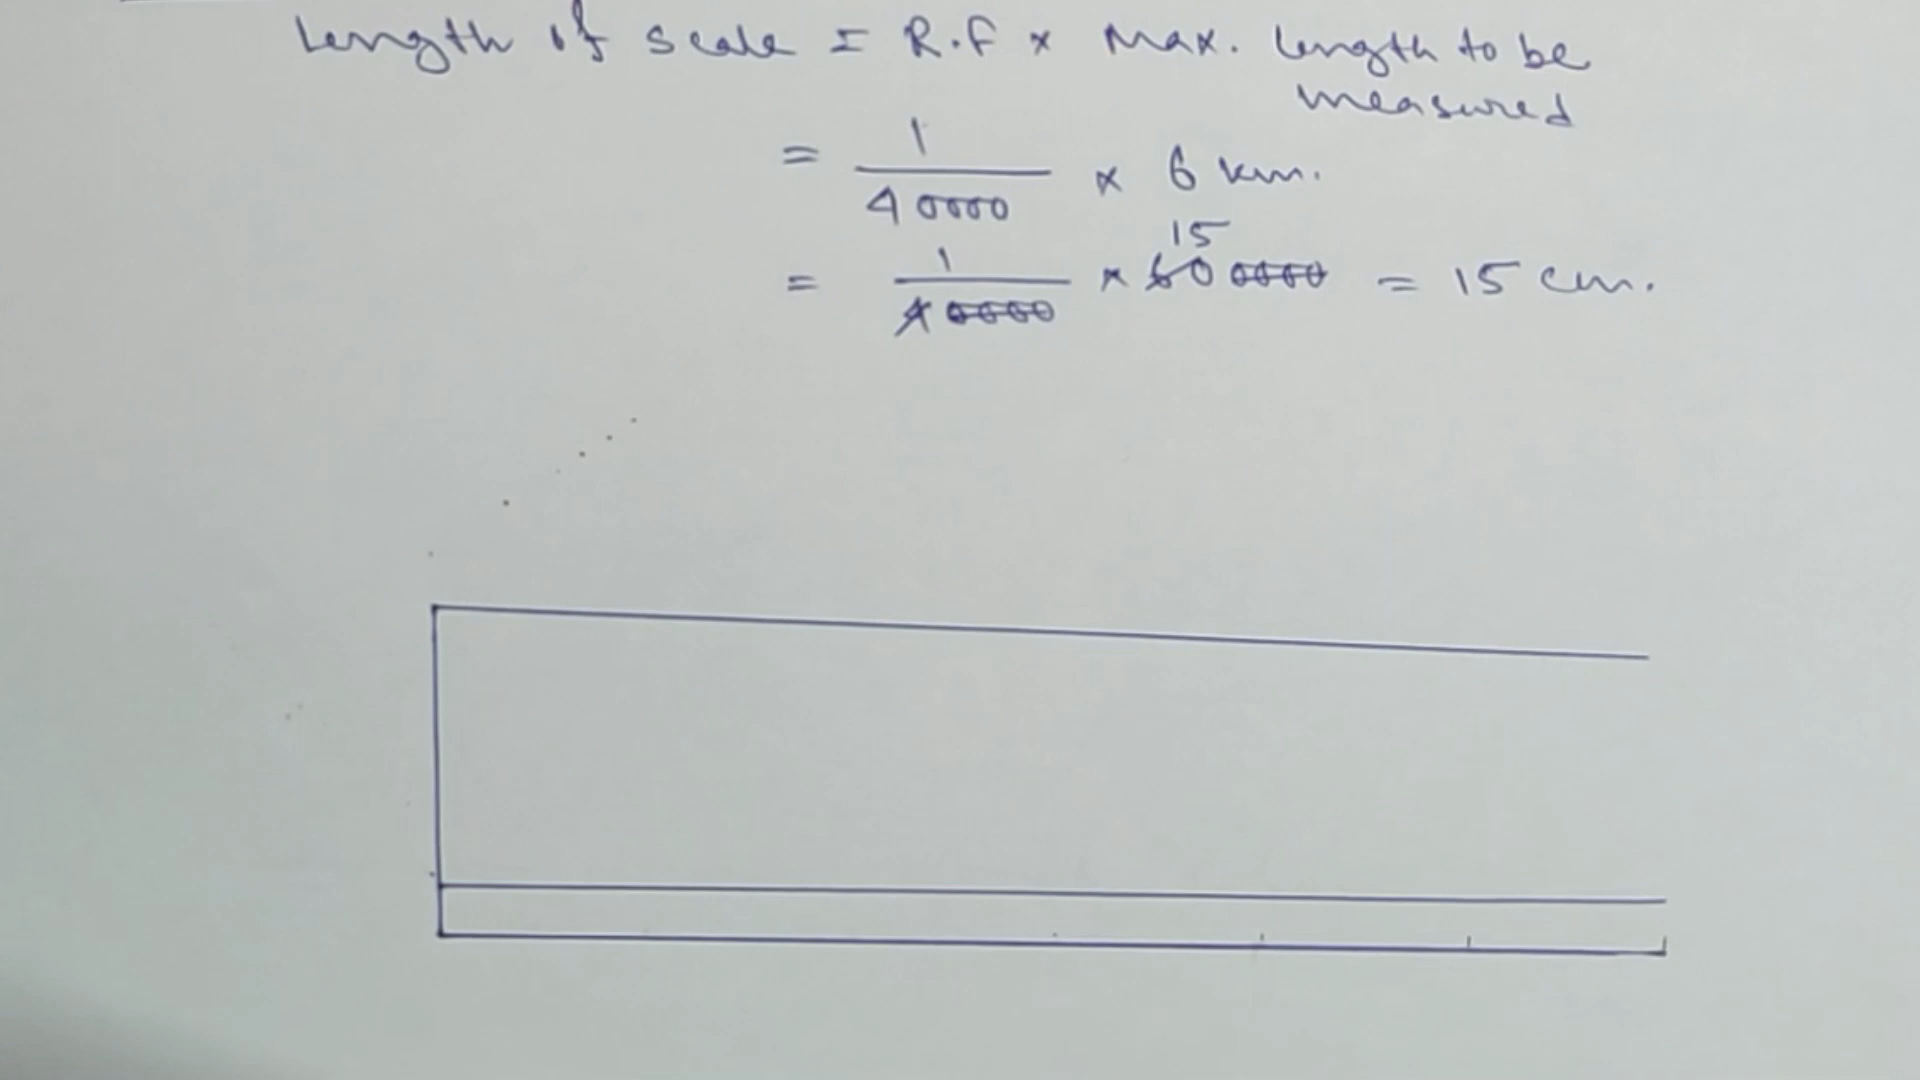 Length of scale = R.F x Max. length to be
measured
= 1/40000 x 6 km.
15
= 1/40000 x 600000 = 15 cm.